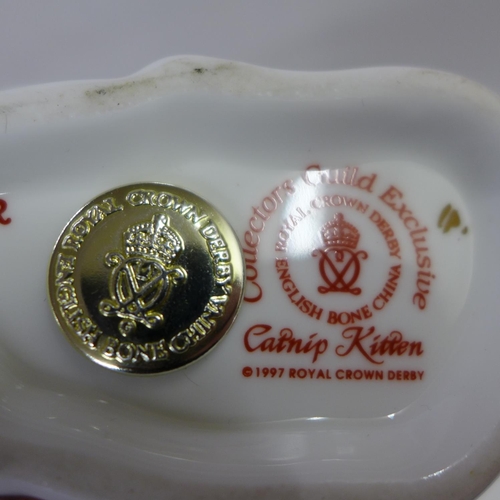 ROYAL CROWN DERBY
ENGLISH BONE CHINA
Collectors Guild Exclusive
ROYAL CROWN DERBY
ENGLISH BONE CHINA
Catnip Kitten
©1997 ROYAL CROWN DERBY